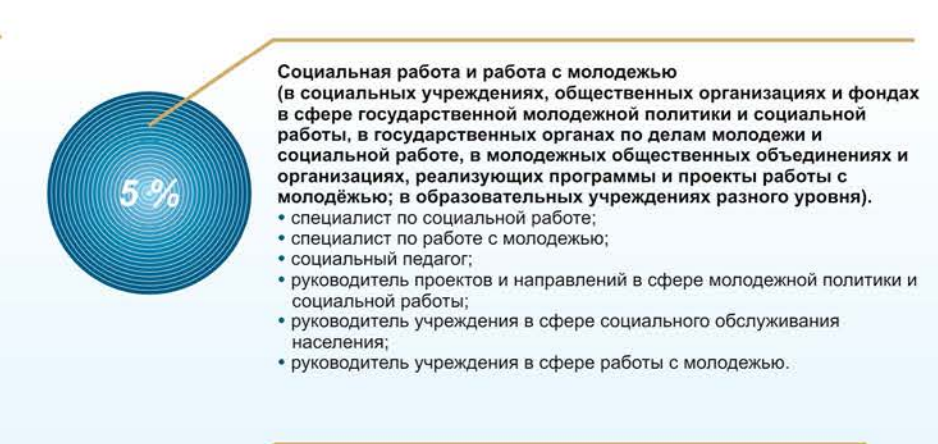 5 %
Социальная работа и работа с молодежью
(в социальных учреждениях, общественных организациях и фондах
в сфере государственной молодежной политики и социальной
работы, в государственных органах по делам молодежи и
социальной работе, в молодежных общественных объединениях и
организациях, реализующих программы и проекты работы с
молодёжью; в образовательных учреждениях разного уровня).
• специалист по социальной работе;
• специалист по работе с молодежью;
• социальный педагог;
• руководитель проектов и направлений в сфере молодежной политики и
социальной работы;
• руководитель учреждения в сфере социального обслуживания
населения;
• руководитель учреждения в сфере работы с молодежью.